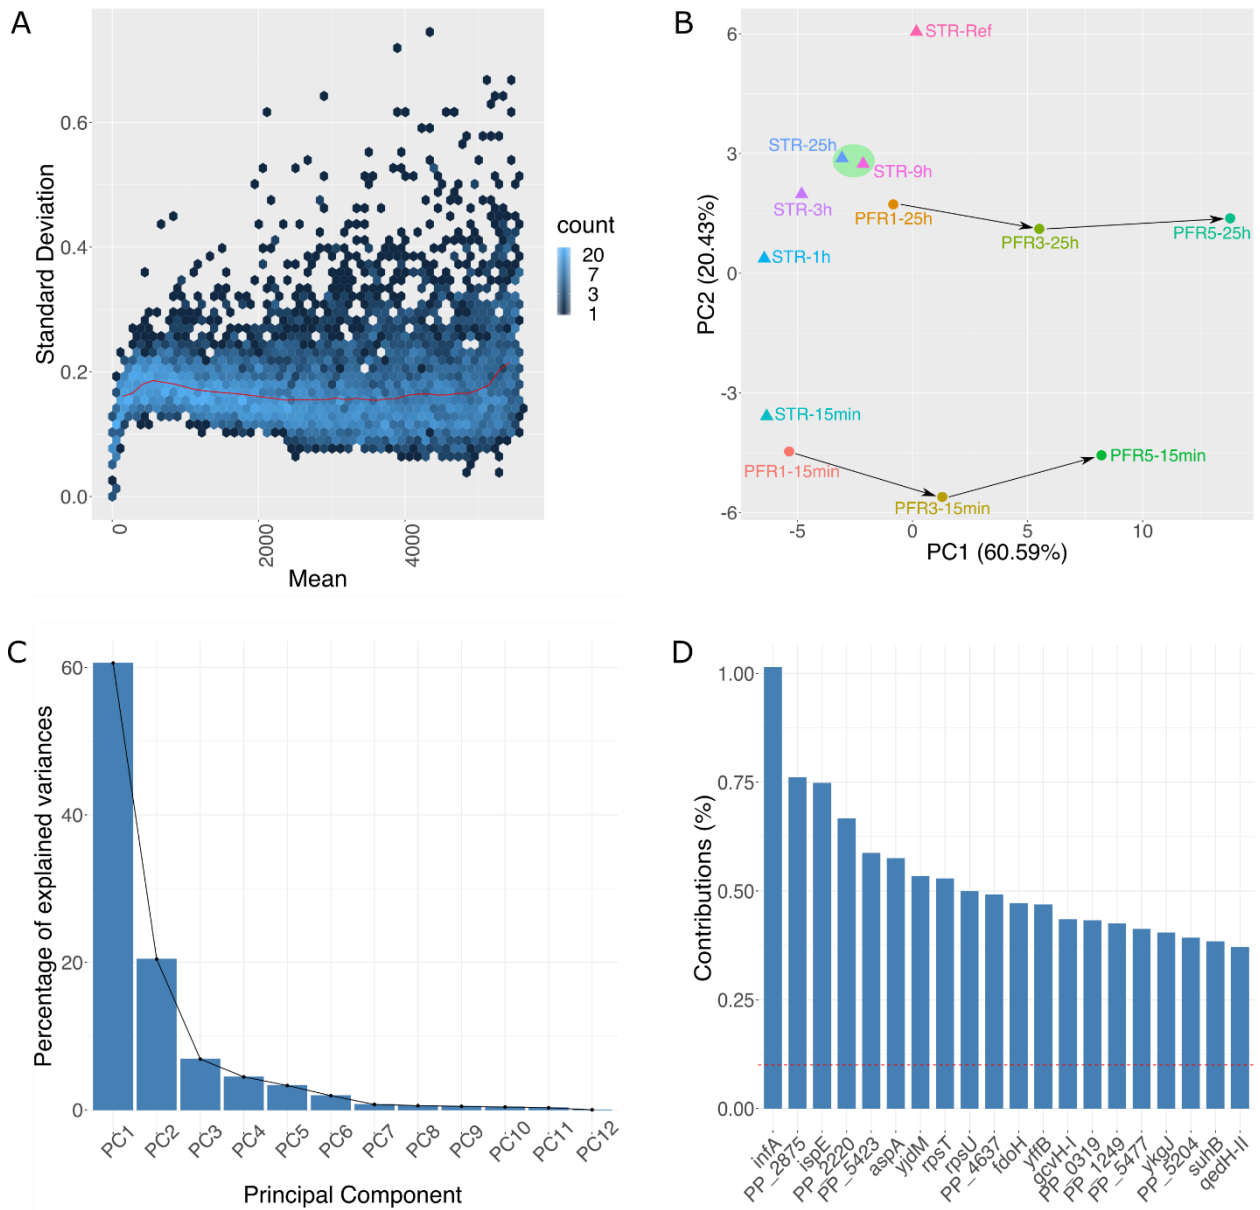 A
Standard Deviation
0.6
0.4
0.2
0.0
0
2000
4000
Mean
count
20
7
3
1
B
PC2 (20.43%)
6
3
0
-3
-6
STR-Ref
STR-25h
STR-9h
STR-3h
PFR1-25h
PFR3-25h
PFR5-25h
STR-1h
STR-15min
PFR1-15min
PFR3-15min
PFR5-15min
-5
0
5
10
PC1 (60.59%)
C
Percentage of explained variances
60
40
20
0
PC1
PC2
PC3
PC4
PC5
PC6
PC7
PC8
PC9
PC10
PC11
PC12
Principal Component
D
Contributions (%)
1.00
0.75
0.50
0.25
0.00
infA
PP_2875
ispE
PP_2220
PP_5423
aspA
yjdM
rpsT
rpsU
PP_4637
fdoH
yffB
gcvH-I
PP_0319
PP_1249
PP_5477
ykgJ
PP_5204
suhB
qedH-II